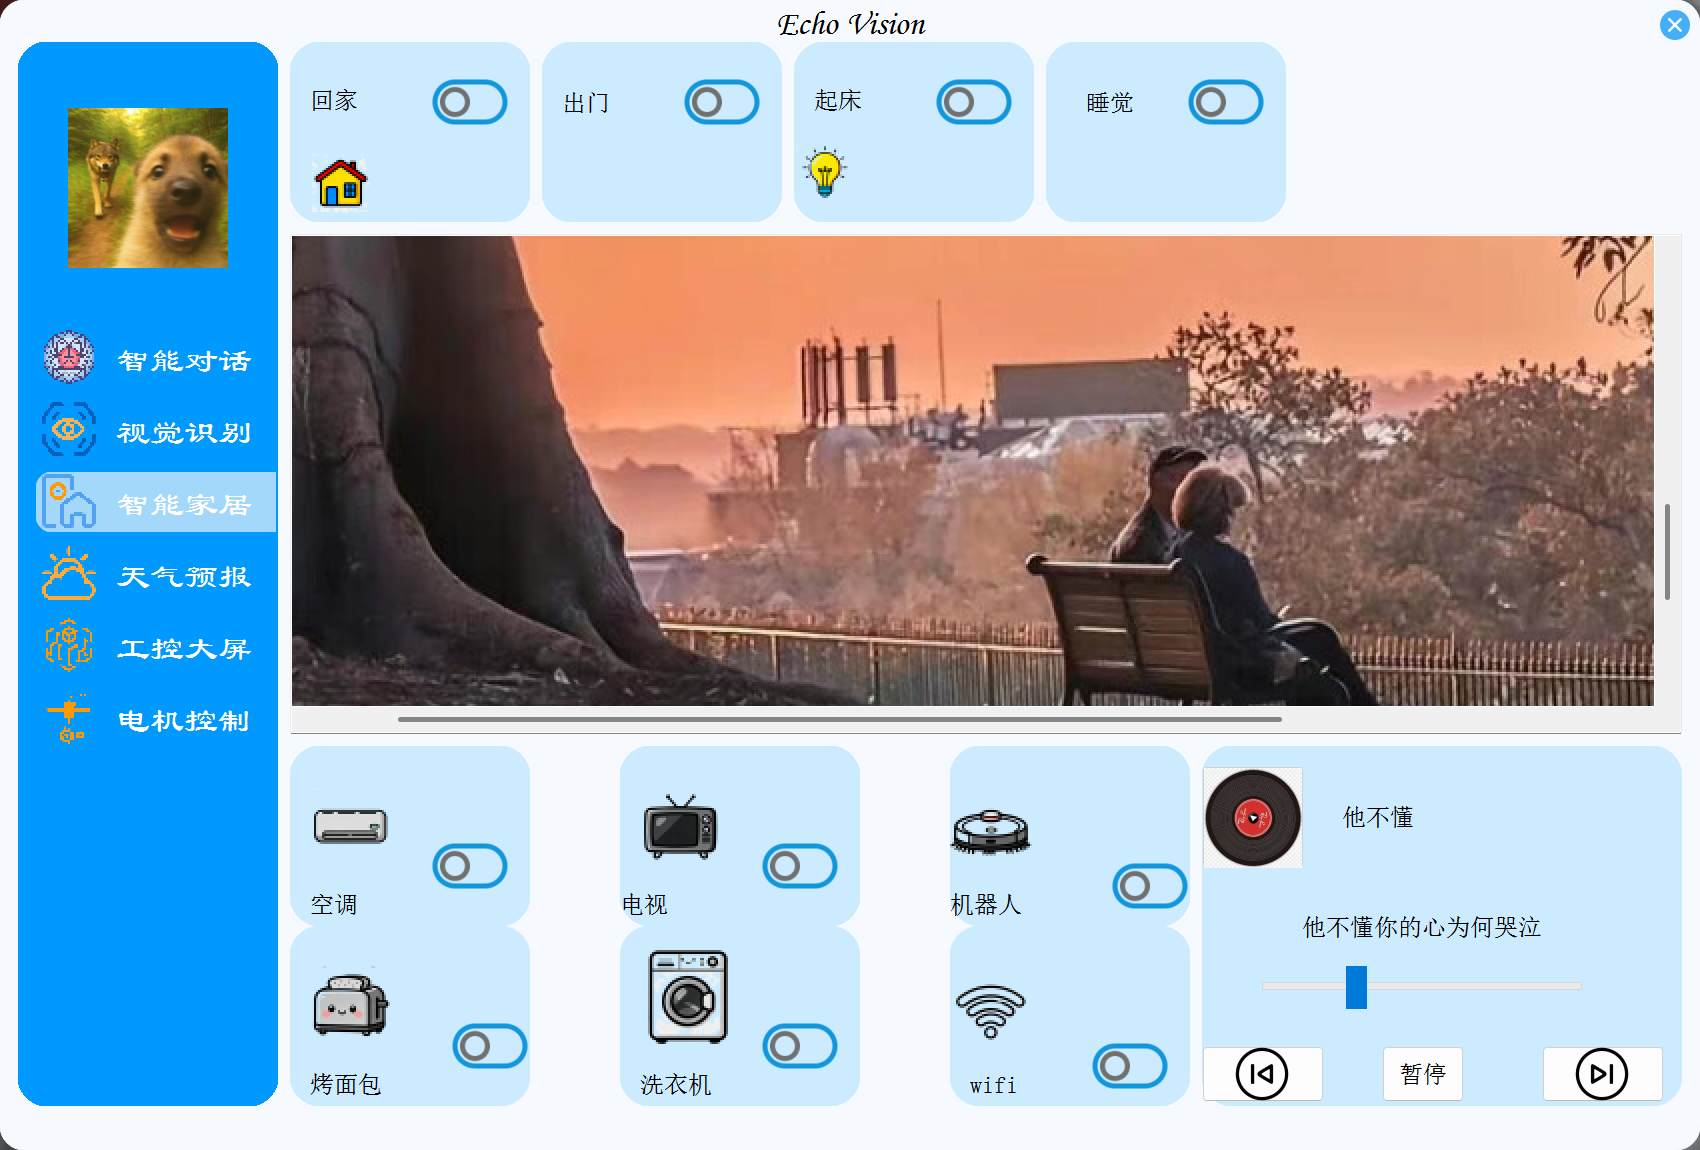 Echo Vision
回家
出门
起床
睡觉
智能对话
视觉识别
智能家居
天气预报
工控大屏
电机控制
空调
电视
机器人
他不懂
他不懂你的心为何哭泣
烤面包
洗衣机
wifi
暂停